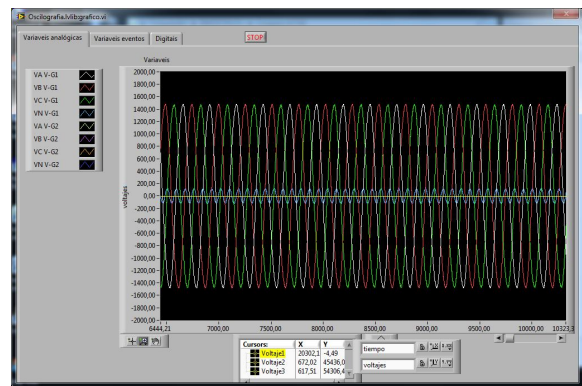 Oscilografia.lvlib:grafico.vi
Variaveis analógicas Variaveis eventos Digitais STOP
Variaveis
VA V-G1
VB V-G1
VC V-G1
VN V-G1
VA V-G2
VB V-G2
VC V-G2
VN V-G2
voltajes
2000,00
1800,00
1600,00
1400,00
1200,00
1000,00
800,00
600,00
400,00
200,00
0,00
-200,00
-400,00
-600,00
-800,00
-1000,00
-1200,00
-1400,00
-1600,00
-1800,00
-2000,00
6444,21 7000,00 7500,00 8000,00 8500,00 9000,00 9500,00 10000,00 10323,3
Cursors: X Y
Voltaje1 20302,1 -4,49
Voltaje2 672,02 45436,0
Voltaje3 617,51 54306,4
tiempo
voltajes